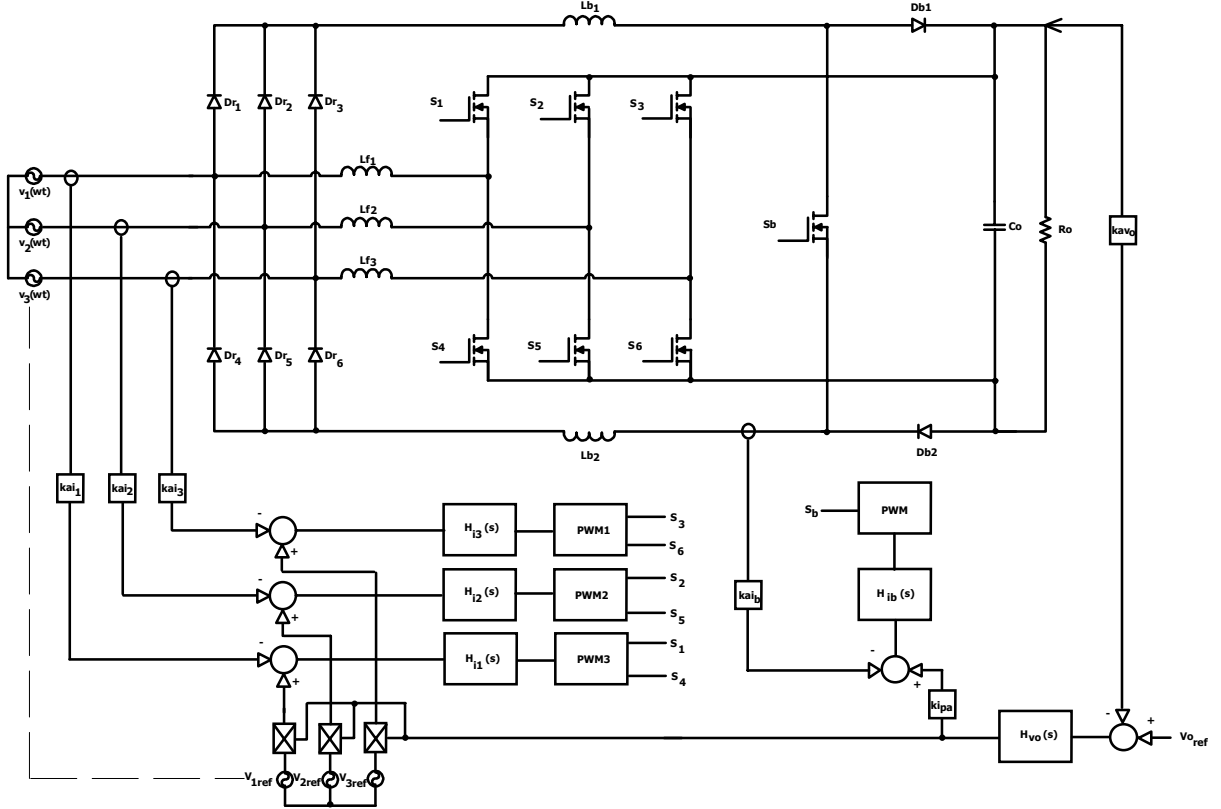 Lb1
Db1
Dr1
Dr2
Dr3
S1
S2
S3
Lf1
v1(wt)
Lf2
v2(wt)
Sb
Co
Ro
kavo
Lf3
v3(wt)
Dr4
Dr5
Dr6
S4
S5
S6
Lb2
Db2
kai1
kai2
kai3
-
+
Hi3(s)
PWM1
S3
S6
Sb
PWM
-
+
Hi2(s)
PWM2
S2
S5
kaib
Hib(s)
-
+
Hi1(s)
PWM3
S1
S4
-
+
kipa
Hvo(s)
-
+
Voref
V1ref
V2ref
V3ref